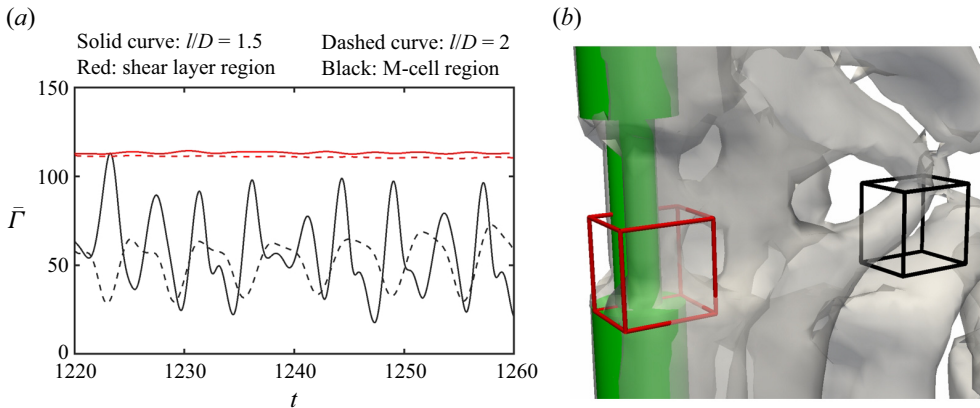 (a)
(b)
Solid curve: l/D = 1.5
Dashed curve: l/D = 2
Red: shear layer region
Black: M-cell region
150
100
Γ̄
50
0
1220
1230
1240
1250
1260
t